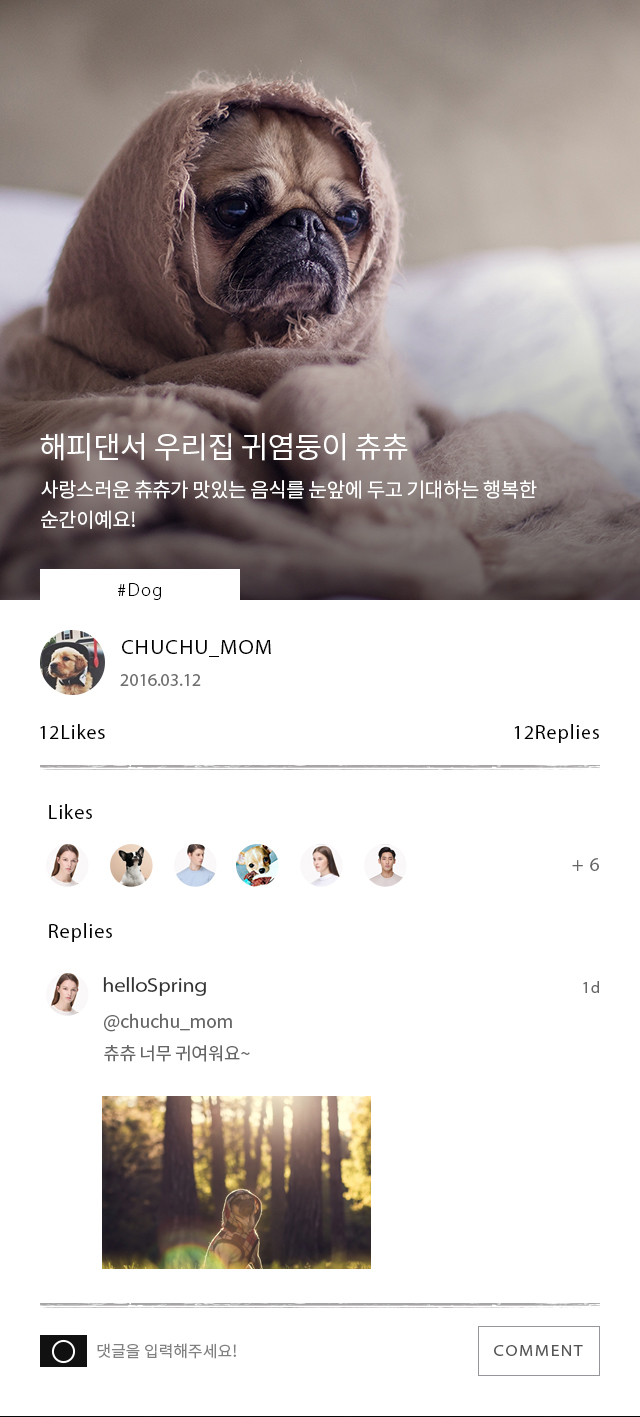 해피댄서 우리집 귀염둥이 츄츄
사랑스러운 츄츄가 맛있는 음식를 눈앞에 두고 기대하는 행복한
순간이예요!
#Dog
CHUCHU_MOM
2016.03.12
12Likes
12Replies
Likes
+ 6
Replies
helloSpring
1d
@chuchu_mom
츄츄 너무 귀여워요~
댓글을 입력해주세요!
COMMENT